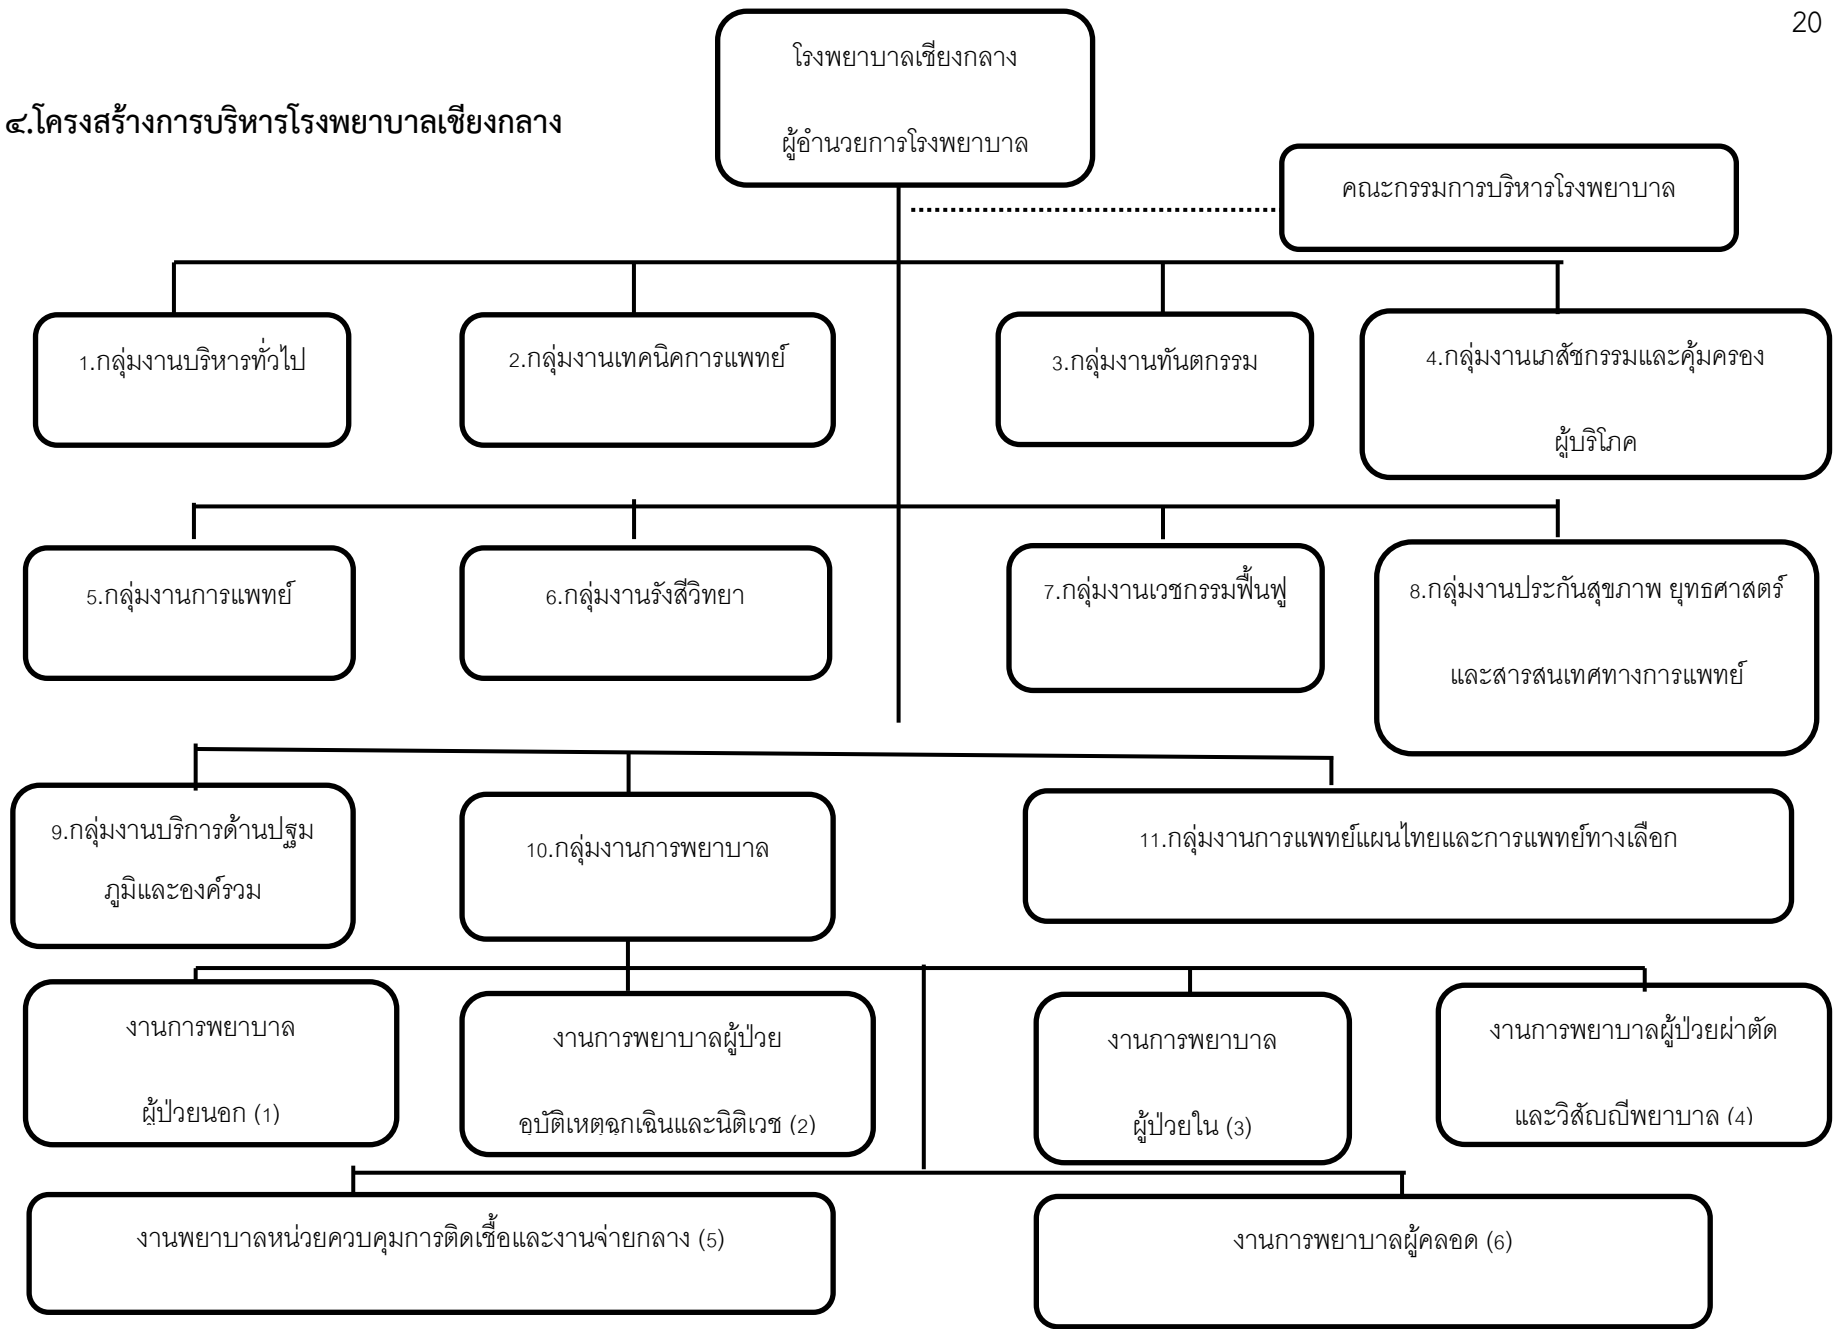 20
โรงพยาบาลเชียงกลาง
ผู้อำนวยการโรงพยาบาล
๔.โครงสร้างการบริหารโรงพยาบาลเชียงกลาง
คณะกรรมการบริหารโรงพยาบาล
1.กลุ่มงานบริหารทั่วไป
2.กลุ่มงานเทคนิคการแพทย์
3.กลุ่มงานทันตกรรม
4.กลุ่มงานเภสัชกรรมและคุ้มครอง
ผู้บริโภค
5.กลุ่มงานการแพทย์
6.กลุ่มงานรังสีวิทยา
7.กลุ่มงานเวชกรรมฟื้นฟู
8.กลุ่มงานประกันสุขภาพ ยุทธศาสตร์
และสารสนเทศทางการแพทย์
9.กลุ่มงานบริการด้านปฐม
ภูมิและองค์รวม
10.กลุ่มงานการพยาบาล
11.กลุ่มงานการแพทย์แผนไทยและการแพทย์ทางเลือก
งานการพยาบาล
ผู้ป่วยนอก (1)
งานการพยาบาลผู้ป่วย
อุบัติเหตุฉุกเฉินและนิติเวช (2)
งานการพยาบาล
ผู้ป่วยใน (3)
งานการพยาบาลผู้ป่วยผ่าตัด
และวิสัญญีพยาบาล (4)
งานพยาบาลหน่วยควบคุมการติดเชื้อและงานจ่ายกลาง (5)
งานการพยาบาลผู้คลอด (6)